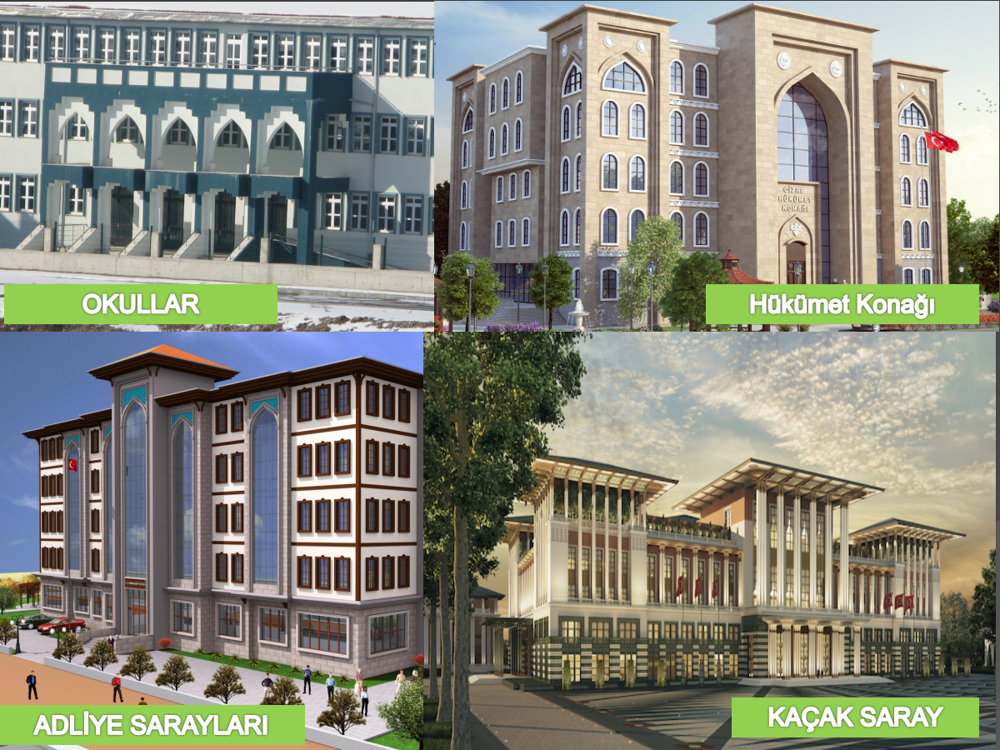 OKULLAR
CİZRE
HÜKÜMET
KONAĞI
Hükümet Konağı
ADLİYE SARAYLARI
KAÇAK SARAY